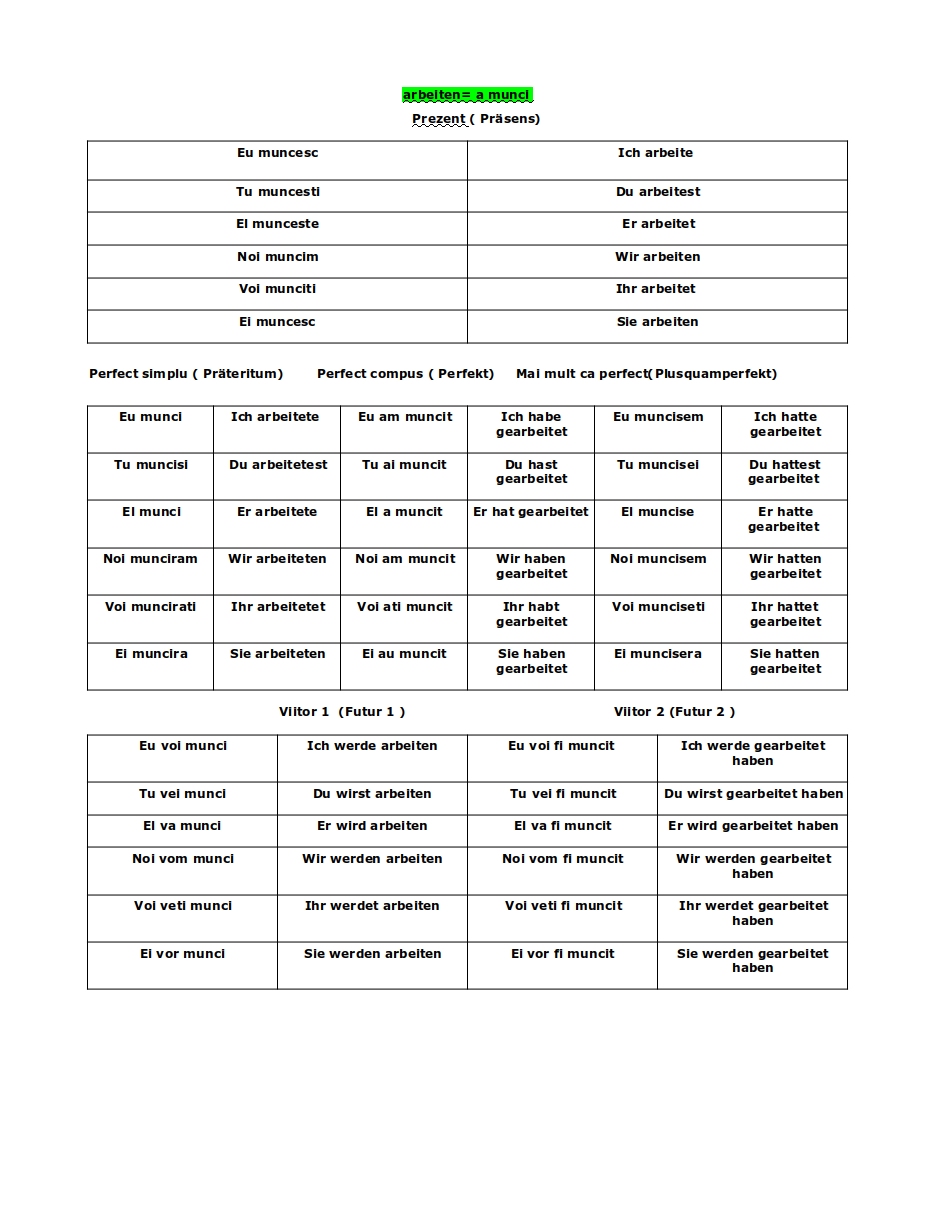 arbeiten= a munci
Prezent ( Präsens)
Eu muncesc Ich arbeite
Tu muncesti Du arbeitest
El munceste Er arbeitet
Noi muncim Wir arbeiten
Voi munciti Ihr arbeitet
Ei muncesc Sie arbeiten
Perfect simplu ( Präteritum) Perfect compus ( Perfekt) Mai mult ca perfect( Plusquamperfekt)
Eu munci Ich arbeitete Eu am muncit Ich habe Eu muncisem Ich hatte
gearbeitet gearbeitet
Tu muncisi Du arbeitetest Tu ai muncit Du hast Tu muncisei Du hattest
gearbeitet gearbeitet
El munci Er arbeitete El a muncit Er hat gearbeitet El muncise Er hatte
gearbeitet
Noi munciram Wir arbeiteten Noi am muncit Wir haben Noi muncisem Wir hatten
gearbeitet gearbeitet
Voi muncirati Ihr arbeitetet Voi ati muncit Ihr habt Voi munciseti Ihr hattet
gearbeitet gearbeitet
Ei muncira Sie arbeiteten Ei au muncit Sie haben Ei muncisera Sie hatten
gearbeitet gearbeitet
Viitor 1 (Futur 1 ) Viitor 2 (Futur 2 )
Eu voi munci Ich werde arbeiten Eu voi fi muncit Ich werde gearbeitet
haben
Tu vei munci Du wirst arbeiten Tu vei fi muncit Du wirst gearbeitet haben
El va munci Er wird arbeiten El va fi muncit Er wird gearbeitet haben
Noi vom munci Wir werden arbeiten Noi vom fi muncit Wir werden gearbeitet
haben
Voi veti munci Ihr werdet arbeiten Voi veti fi muncit Ihr werdet gearbeitet
haben
Ei vor munci Sie werden arbeiten Ei vor fi muncit Sie werden gearbeitet
haben